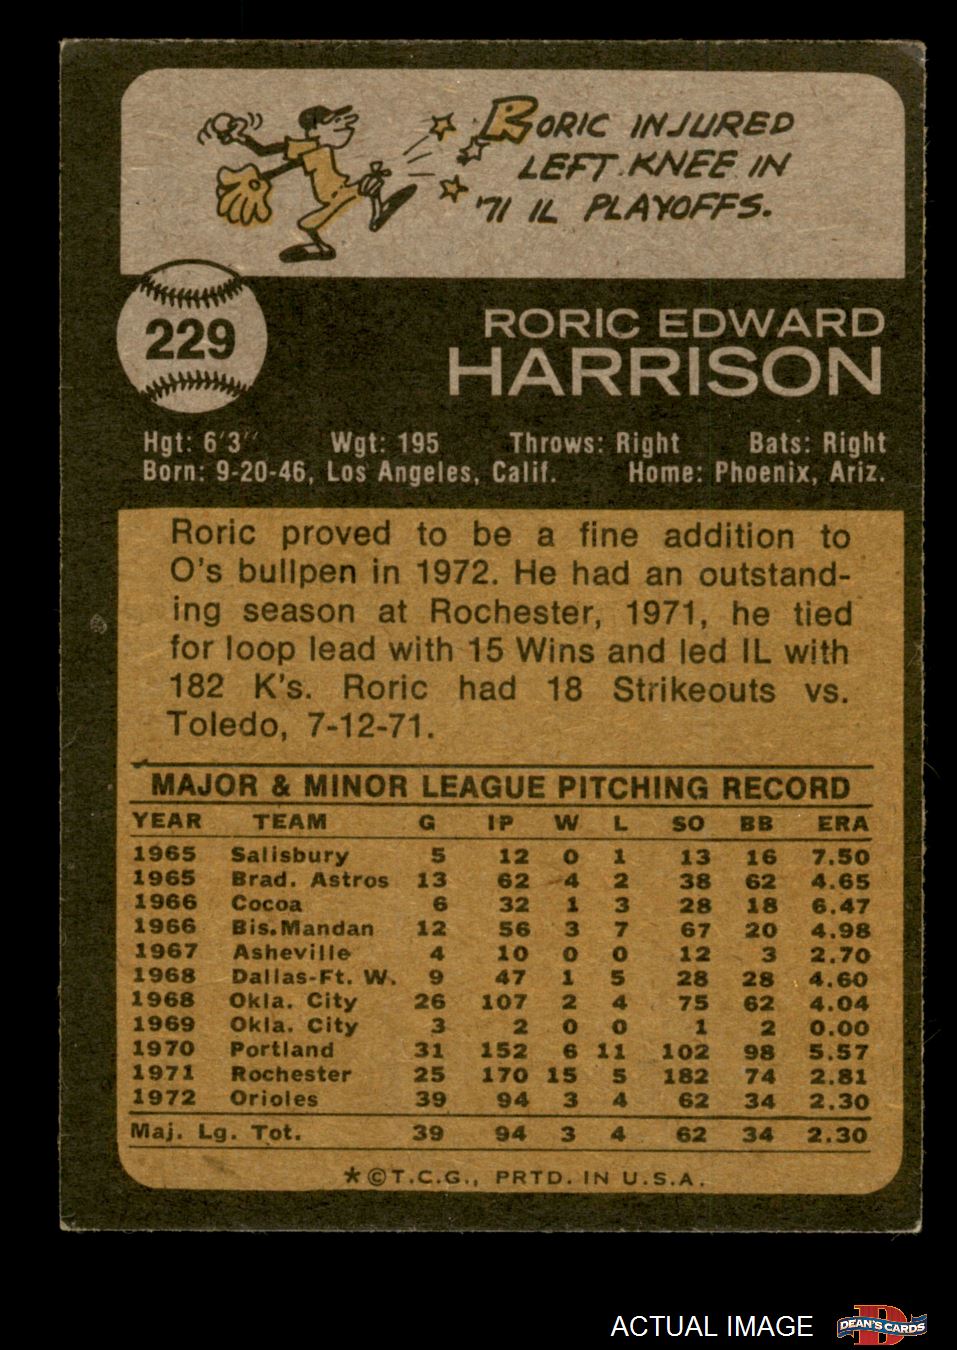 RORIC INJURED
LEFT KNEE IN
'71 IL PLAYOFFS.
229
RORIC EDWARD
HARRISON
Hgt: 6'3" Wgt: 195 Throws: Right Bats: Right
Born: 9-20-46, Los Angeles, Calif. Home: Phoenix, Ariz.
Roric proved to be a fine addition to
O's bullpen in 1972. He had an outstand-
ing season at Rochester, 1971, he tied
for loop lead with 15 Wins and led IL with
182 K's. Roric had 18 Strikeouts vs.
Toledo, 7-12-71.
MAJOR & MINOR LEAGUE PITCHING RECORD
YEAR TEAM G IP W L SO BB ERA
1965 Salisbury 5 12 0 1 13 16 7.50
1965 Brad. Astros 13 62 4 2 38 62 4.65
1966 Cocoa 6 32 1 3 28 18 6.47
1966 Bis.Mandan 12 56 3 7 67 20 4.98
1967 Asheville 4 10 0 0 12 3 2.70
1968 Dallas-Ft. W. 9 47 1 5 28 28 4.60
1968 Okla. City 26 107 2 4 75 62 4.04
1969 Okla. City 3 2 0 0 1 2 0.00
1970 Portland 31 152 6 11 102 98 5.57
1971 Rochester 25 170 15 5 182 74 2.81
1972 Orioles 39 94 3 4 62 34 2.30
Maj. Lg. Tot. 39 94 3 4 62 34 2.30
*©T.C.G., PRTD. IN U.S.A.
ACTUAL IMAGE
D
DEAN'S CARDS